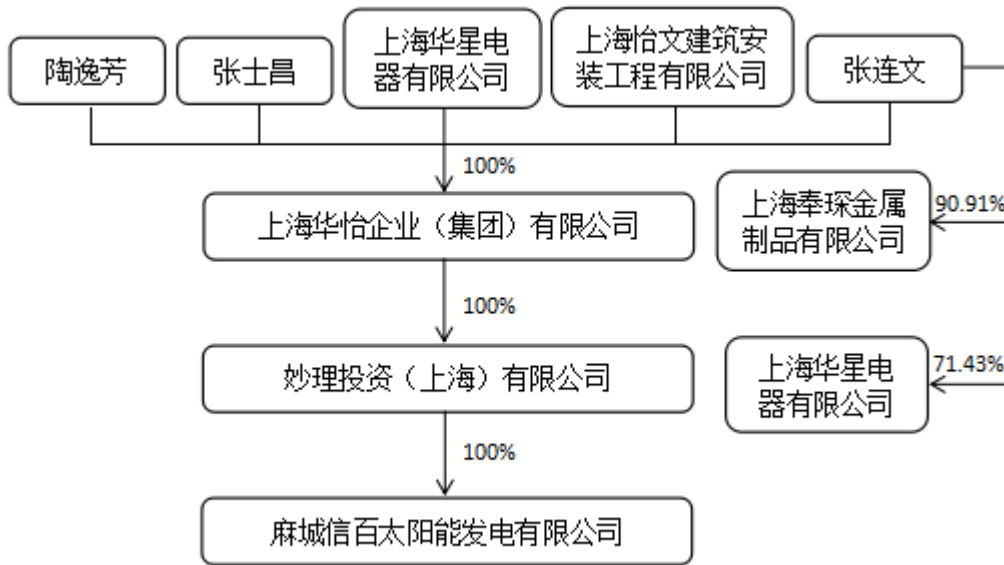 陶逸芳
张士昌
上海华星电
器有限公司
上海怡文建筑安
装工程有限公司
张连文
100%
上海华怡企业（集团）有限公司
上海奉琛金属
制品有限公司
90.91%
100%
妙理投资（上海）有限公司
上海华星电
器有限公司
71.43%
100%
麻城信百太阳能发电有限公司